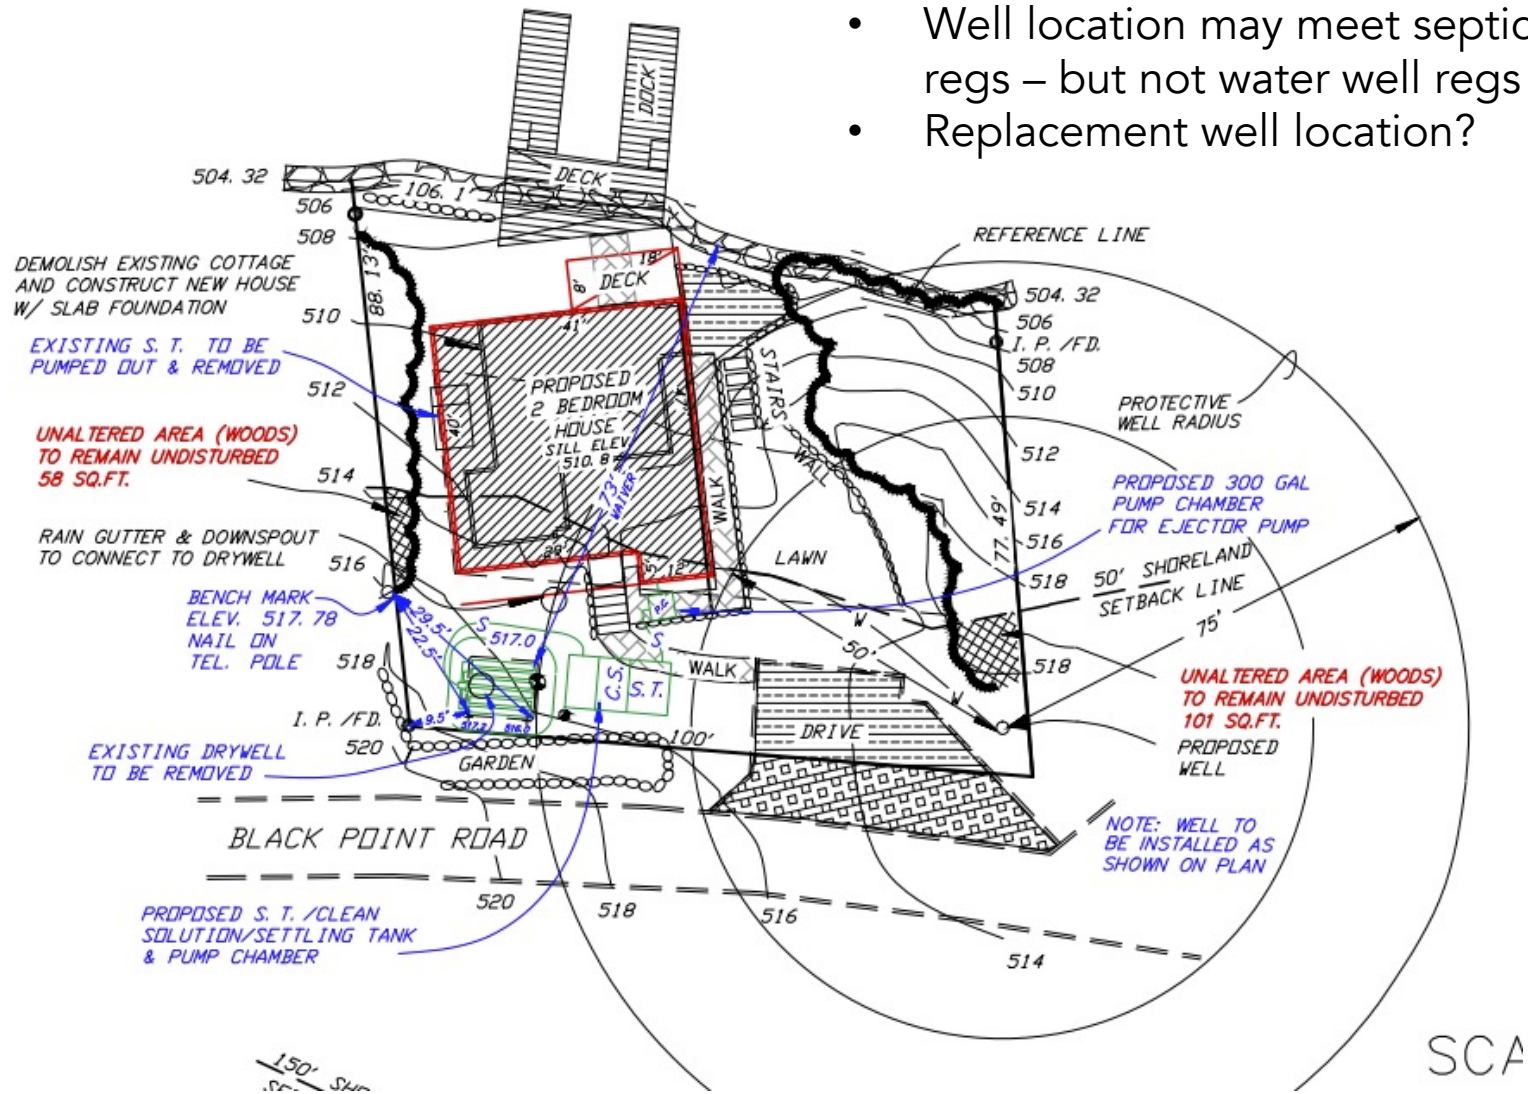 • Well location may meet septic
regs – but not water well regs
• Replacement well location?
DOCK
DECK
504.32
106.1'
506
508
REFERENCE LINE
DEMOLISH EXISTING COTTAGE
AND CONSTRUCT NEW HOUSE
W/ SLAB FOUNDATION
88.13'
18'
8'
DECK
504.32
506
I.P./FD.
508
510
510
41'
EXISTING S.T. TO BE
PUMPED OUT & REMOVED
STAIRS
512
PROPOSED
2 BEDROOM
HOUSE
SILL ELEV.
510.8
40'
PROTECTIVE
WELL RADIUS
UNALTERED AREA (WOODS)
TO REMAIN UNDISTURBED
58 SQ.FT.
WALL
512
514
73'
WAIVER
WALK
PROPOSED 300 GAL
PUMP CHAMBER
FOR EJECTOR PUMP
77.49'
514
RAIN GUTTER & DOWNSPOUT
TO CONNECT TO DRYWELL
516
516
29'
5'
12'
LAWN
518
50' SHORELAND
SETBACK LINE
75'
BENCH MARK
ELEV. 517.78
NAIL ON
TEL. POLE
29.5'
22.5'
P.C.
W
S
517.0
S
50'
518
WALK
518
C.S.
S.T.
W
UNALTERED AREA (WOODS)
TO REMAIN UNDISTURBED
101 SQ.FT.
I.P./FD.
9.5'
517.2
516.0
100'
DRIVE
PROPOSED
WELL
520
EXISTING DRYWELL
TO BE REMOVED
GARDEN
BLACK POINT ROAD
NOTE: WELL TO
BE INSTALLED AS
SHOWN ON PLAN
520
518
516
PROPOSED S.T./CLEAN
SOLUTION/SETTLING TANK
& PUMP CHAMBER
514
150'
SCA